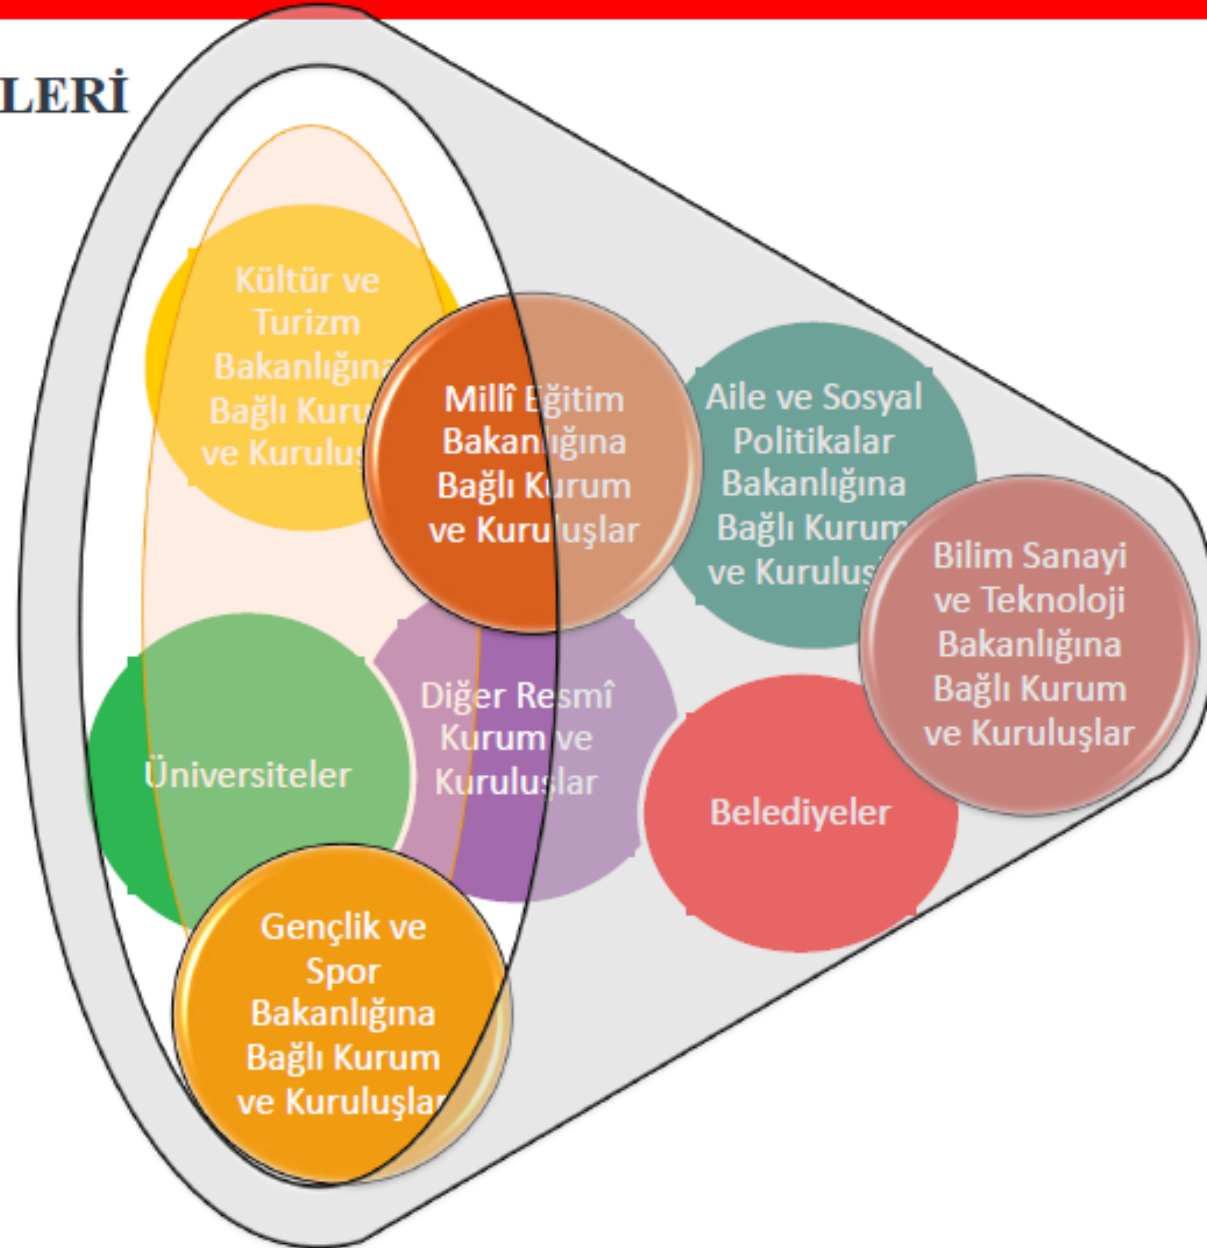 LERİ
Kültür ve
Turizm
Bakanlığına
Bağlı Kuru
ve Kuruluş
Millî Eğitim
Bakanlığına
Bağlı Kurum
ve Kuruluşlar
Aile ve Sosyal
Politikalar
Bakanlığına
Bağlı Kurum
ve Kuruluş
Bilim Sanayi
ve Teknoloji
Bakanlığına
Bağlı Kurum
ve Kuruluşlar
Diğer Resmî
Kurum ve
Kuruluşlar
Üniversiteler
Belediyeler
Gençlik ve
Spor
Bakanlığına
Bağlı Kurum
ve Kuruluşlar